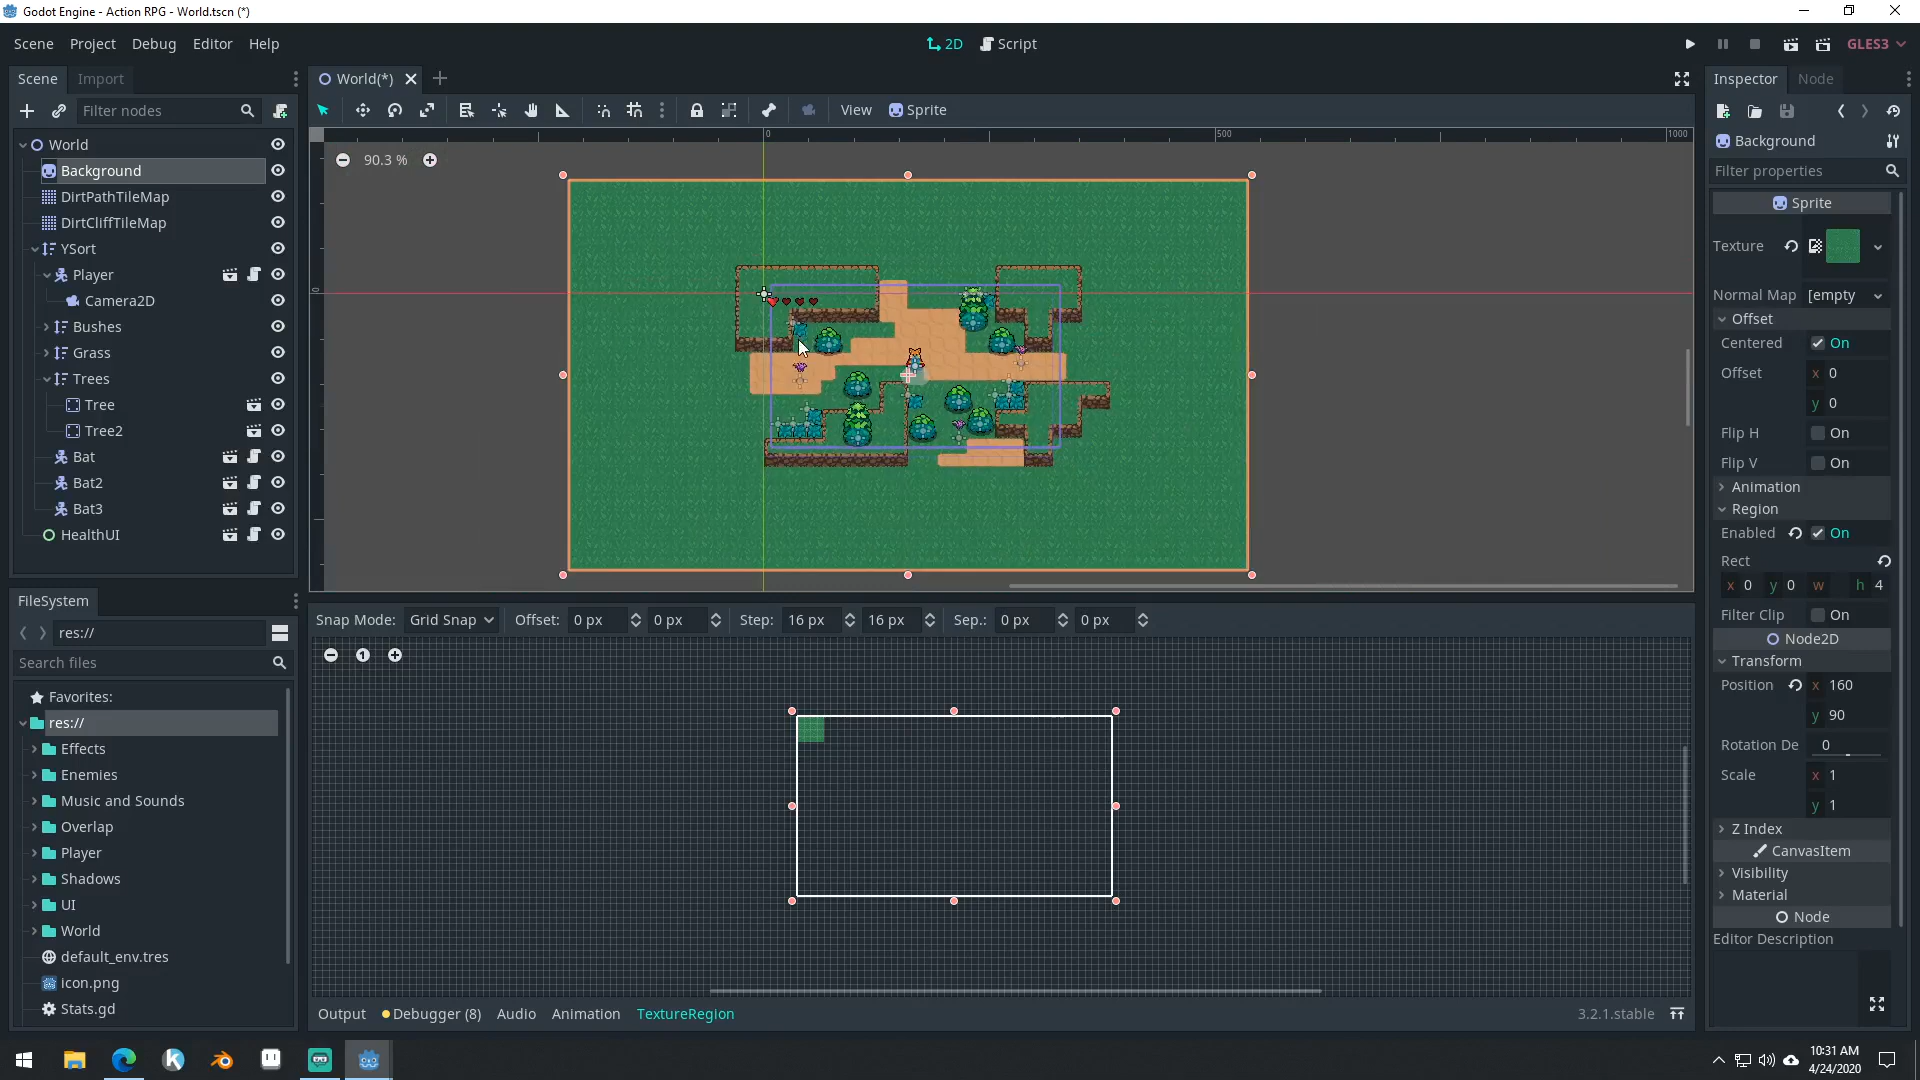 Godot Engine - Action RPG - World.tscn (*)
Scene Project Debug Editor Help
2D Script
GLES3
Scene Import
Filter nodes
World
Background
DirtPathTileMap
DirtCliffTileMap
YSort
Player
Camera2D
Bushes
Grass
Trees
Tree
Tree2
Bat
Bat2
Bat3
HealthUI
FileSystem
res://
Search files
Favorites:
res://
Effects
Enemies
Music and Sounds
Overlap
Player
Shadows
UI
World
default_env.tres
icon.png
Stats.gd
World(*)
View Sprite
0 500 1000
0
90.3 %
Snap Mode: Grid Snap Offset: 0 px 0 px Step: 16 px 16 px Sep.: 0 px 0 px
1
Output Debugger (8) Audio Animation TextureRegion 3.2.1.stable
Inspector Node
Background
Filter properties
Sprite
Texture
Normal Map [empty
Offset
Centered On
Offset x 0
y 0
Flip H On
Flip V On
Animation
Region
Enabled On
Rect
x 0 y 0 w h 4
Filter Clip On
Node2D
Transform
Position x 160
y 90
Rotation De 0
Scale x 1
y 1
Z Index
CanvasItem
Visibility
Material
Node
Editor Description
10:31 AM
4/24/2020